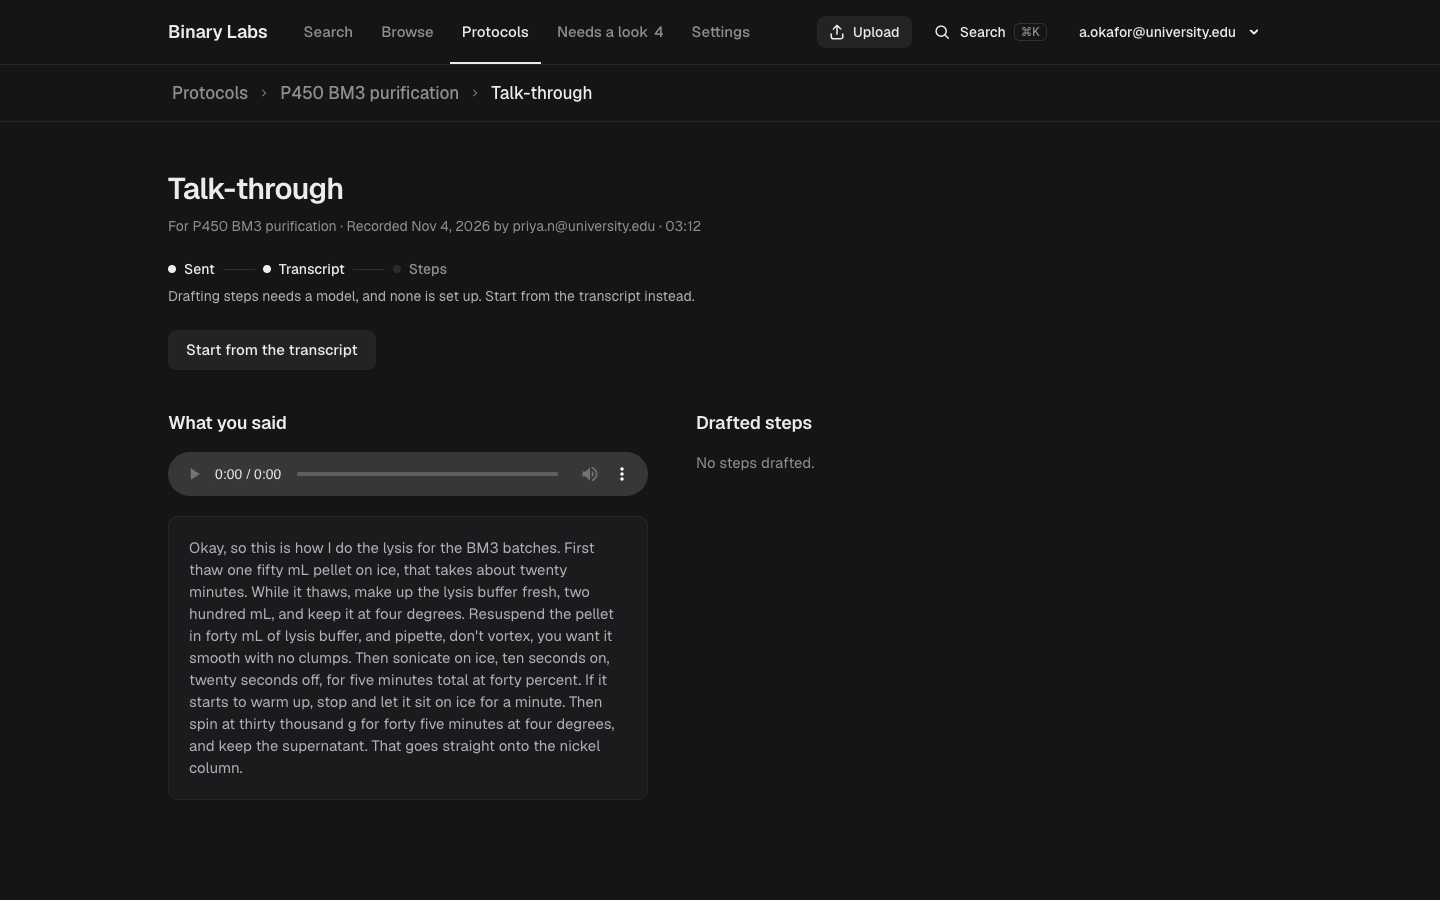 Binary Labs
Search
Browse
Protocols
Needs a look 4
Settings
Upload
Search ⌘K
a.okafor@university.edu
Protocols › P450 BM3 purification › Talk-through
Talk-through
For P450 BM3 purification · Recorded Nov 4, 2026 by priya.n@university.edu · 03:12
Sent
Transcript
Steps
Drafting steps needs a model, and none is set up. Start from the transcript instead.
Start from the transcript
What you said
0:00 / 0:00
Okay, so this is how I do the lysis for the BM3 batches. First
thaw one fifty mL pellet on ice, that takes about twenty
minutes. While it thaws, make up the lysis buffer fresh, two
hundred mL, and keep it at four degrees. Resuspend the pellet
in forty mL of lysis buffer, and pipette, don't vortex, you want it
smooth with no clumps. Then sonicate on ice, ten seconds on,
twenty seconds off, for five minutes total at forty percent. If it
starts to warm up, stop and let it sit on ice for a minute. Then
spin at thirty thousand g for forty five minutes at four degrees,
and keep the supernatant. That goes straight onto the nickel
column.
Drafted steps
No steps drafted.